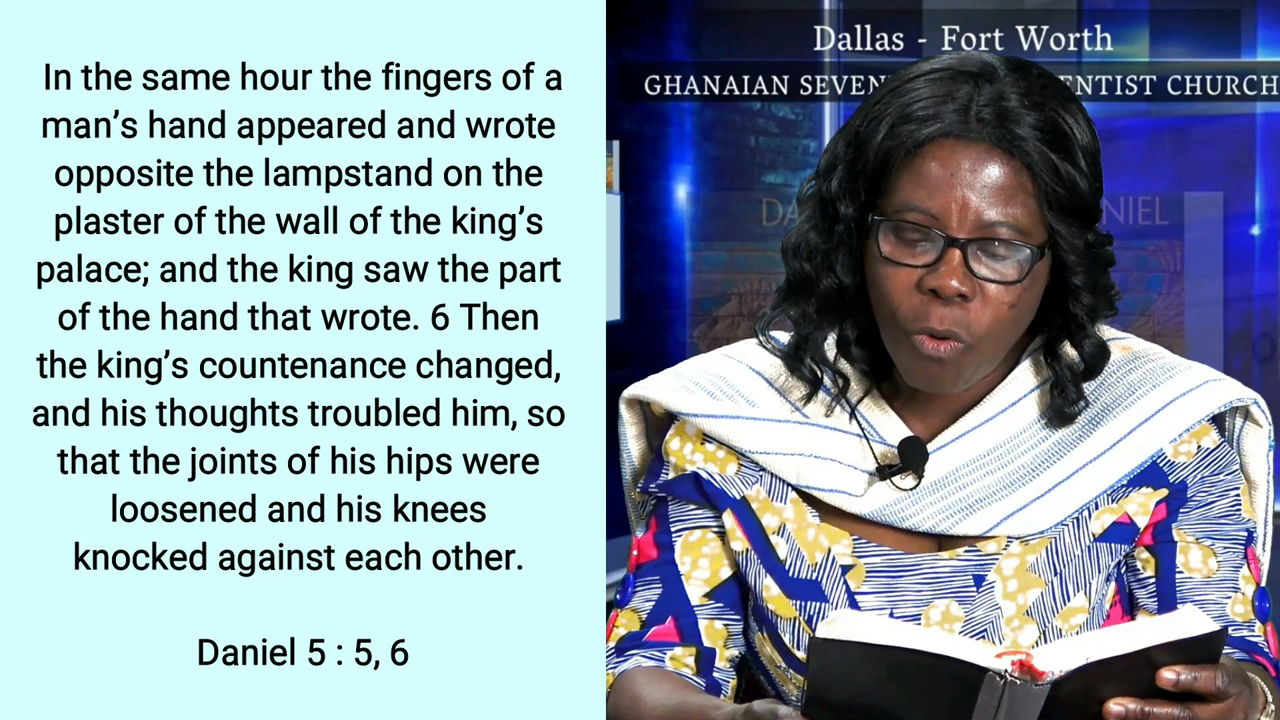 In the same hour the fingers of a
man’s hand appeared and wrote
opposite the lampstand on the
plaster of the wall of the king’s
palace; and the king saw the part
of the hand that wrote. 6 Then
the king’s countenance changed,
and his thoughts troubled him, so
that the joints of his hips were
loosened and his knees
knocked against each other.
Daniel 5 : 5, 6
Dallas - Fort Worth
GHANAIAN SEVEN ENTIST CHURCH
DA NIEL